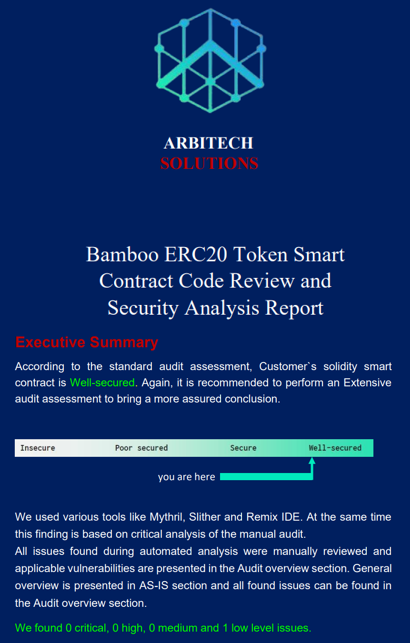 ARBITECH
SOLUTIONS
Bamboo ERC20 Token Smart
Contract Code Review and
Security Analysis Report
Executive Summary
According to the standard audit assessment, Customer`s solidity smart
contract is Well-secured. Again, it is recommended to perform an Extensive
audit assessment to bring a more assured conclusion.
Insecure Poor secured Secure Well-secured
you are here
We used various tools like Mythril, Slither and Remix IDE. At the same time
this finding is based on critical analysis of the manual audit.
All issues found during automated analysis were manually reviewed and
applicable vulnerabilities are presented in the Audit overview section. General
overview is presented in AS-IS section and all found issues can be found in
the Audit overview section.
We found 0 critical, 0 high, 0 medium and 1 low level issues.